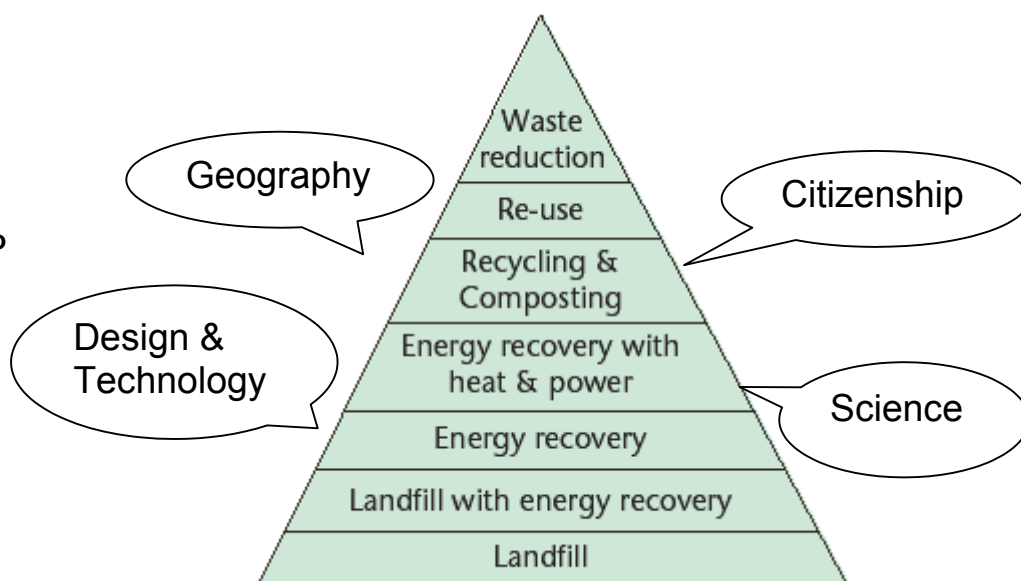 Waste
reduction
Geography
Citizenship
Re-use
Recycling &
Composting
Design &
Technology
Energy recovery with
heat & power
Science
Energy recovery
Landfill with energy recovery
Landfill